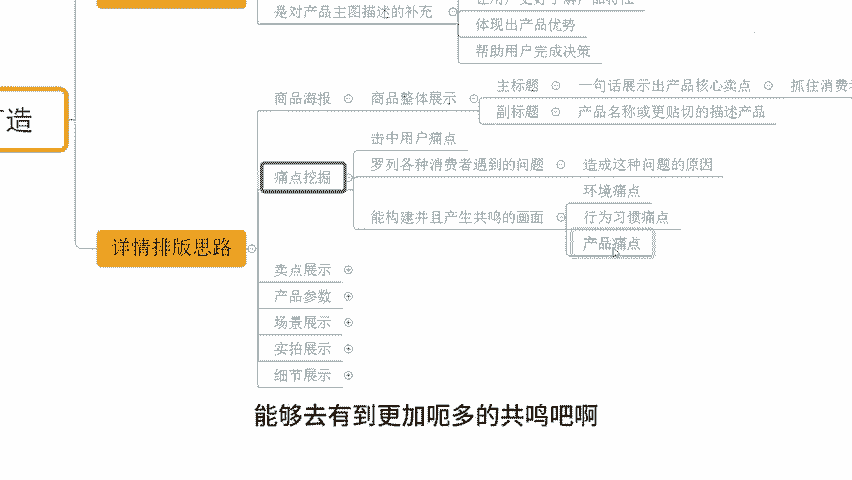 是对产品主图描述的补充
体现出产品优势
帮助用户完成决策
造
商品海报
商品整体展示
主标题
一句话展示出产品核心卖点
抓住消费
副标题
产品名称或更贴切的描述产品
痛点挖掘
击中用户痛点
罗列各种消费者遇到的问题
造成这种问题的原因
能构建并且产生共鸣的画面
环境痛点
行为习惯痛点
产品痛点
详情排版思路
卖点展示
产品参数
场景展示
实拍展示
细节展示
能够去有到更加呃多的共鸣吧啊